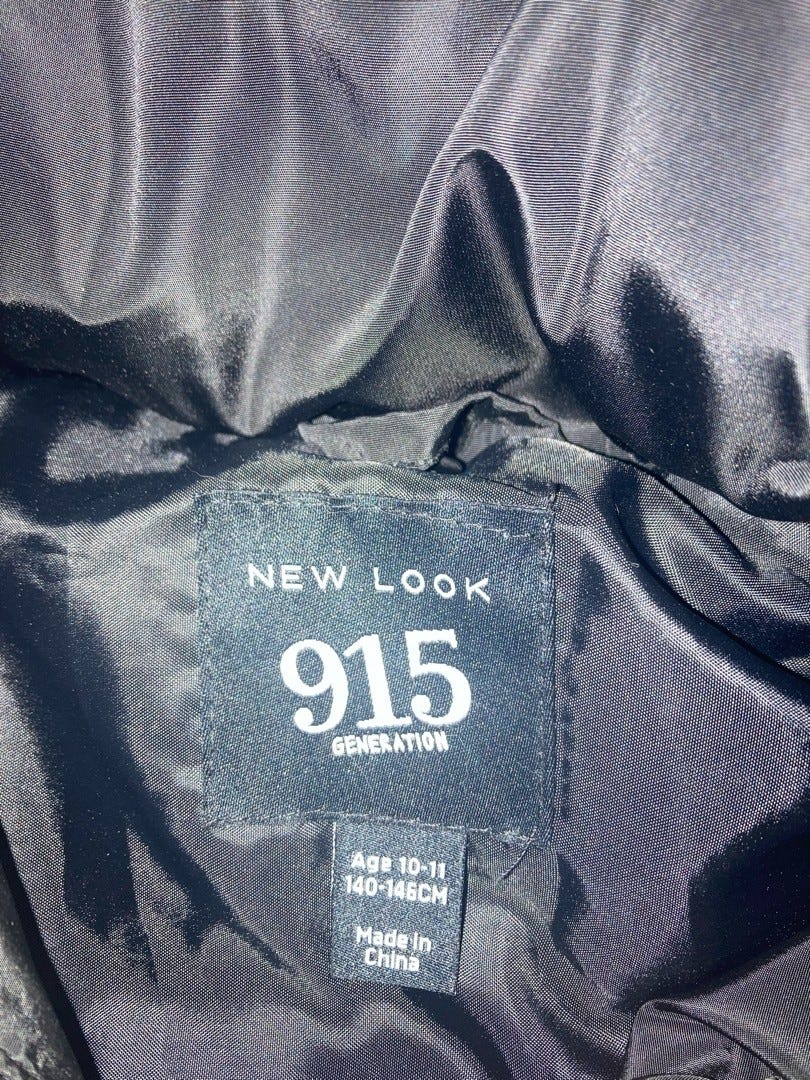 NEW LOOK
915
GENERATION
Age 10-11
140-146CM
Made in
China